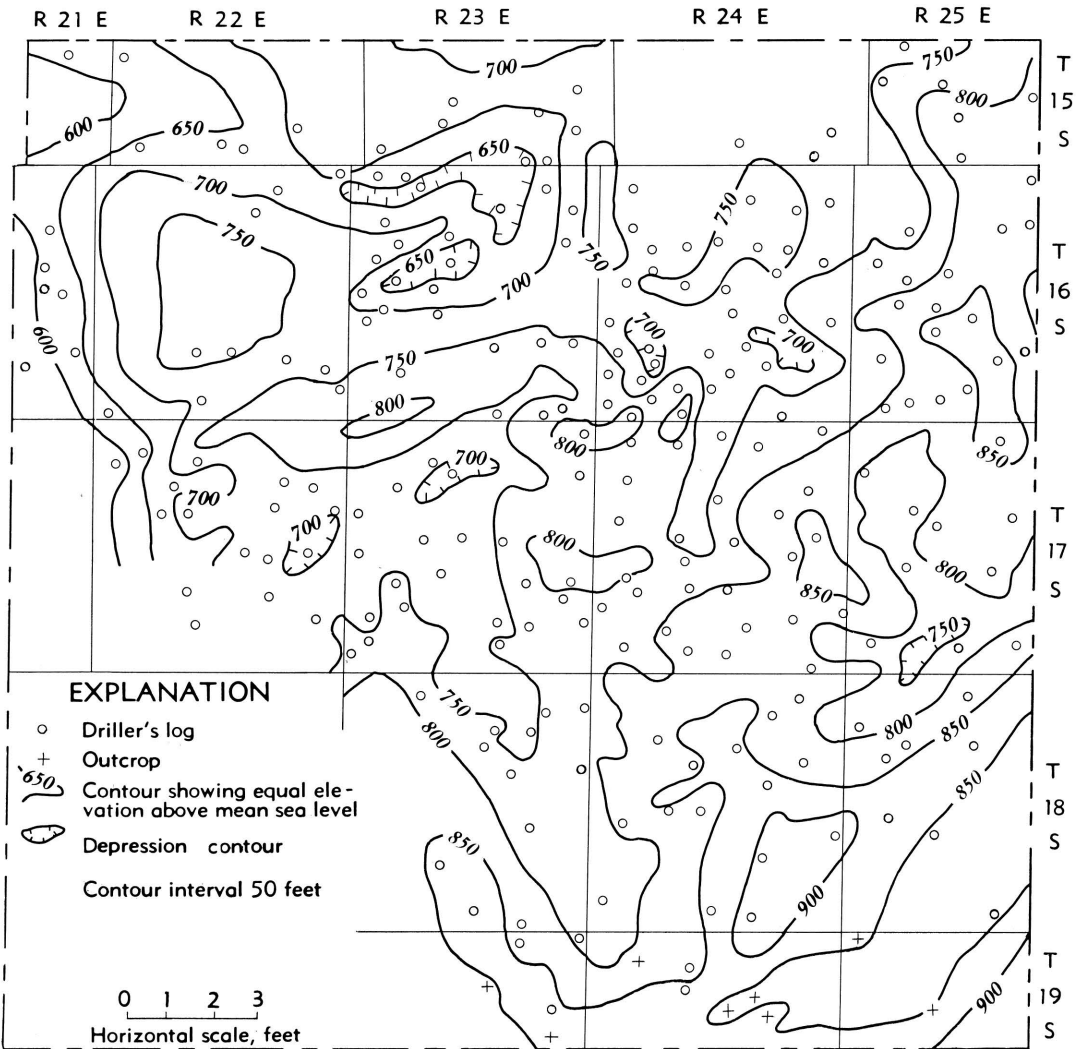 R 21 E R 22 E R 23 E R 24 E R 25 E
700
750
800
T
15
S
600
650
650
700
750
750
T
16
S
650
750
700
600
700
700
750
800
800
850
700
700
700
T
17
S
800
800
850
750
EXPLANATION
Driller's log
Outcrop
650
Contour showing equal ele-
vation above mean sea level
Depression contour
Contour interval 50 feet
750
800
800
850
850
T
18
S
850
900
900
T
19
S
0 1 2 3
Horizontal scale, feet